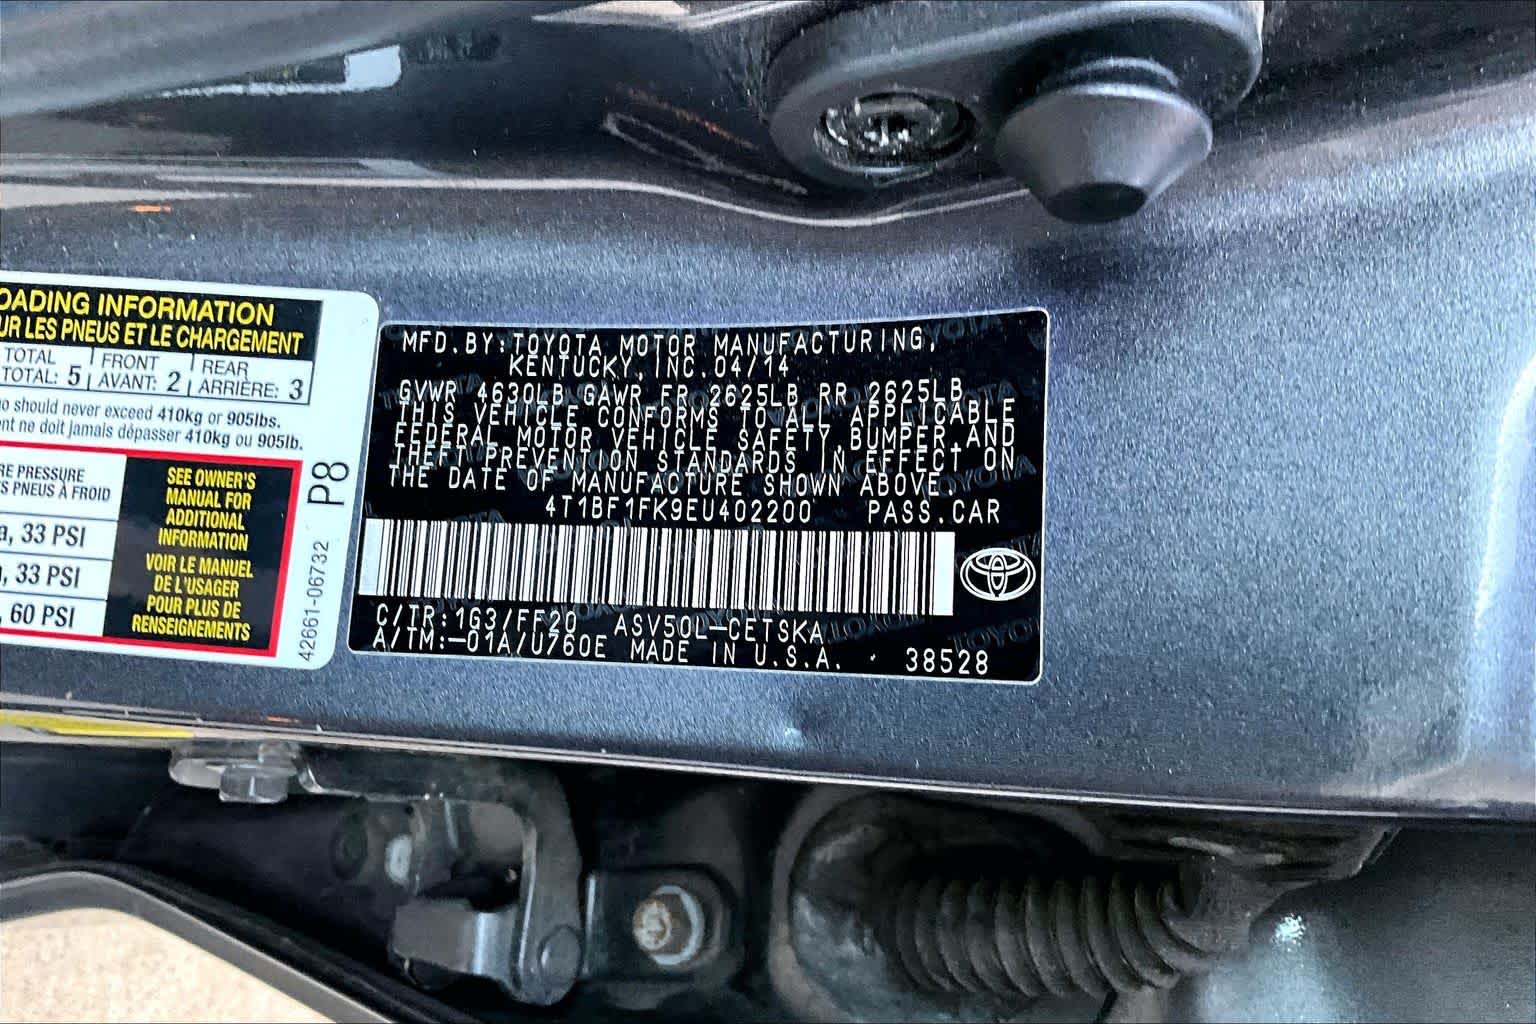 OADING INFORMATION
UR LES PNEUS ET LE CHARGEMENT
TOTAL FRONT REAR
TOTAL: 5 AVANT: 2 ARRIÈRE: 3
should never exceed 410kg or 905lbs.
ne doit jamais dépasser 410kg ou 905lb.
RE PRESSURE
S PNEUS À FROID
33 PSI
33 PSI
60 PSI
SEE OWNER'S
MANUAL FOR
ADDITIONAL
INFORMATION
VOIR LE MANUEL
DE L'USAGER
POUR PLUS DE
RENSEIGNEMENTS
P8
42661-06732
MFD.BY:TOYOTA MOTOR MANUFACTURING,
KENTUCKY,INC.04/14
GVWR 4630LB GAWR FR 2625LB RR 2625LB
THIS VEHICLE CONFORMS TO ALL APPLICABLE
FEDERAL MOTOR VEHICLE SAFETY,BUMPER,AND
THEFT PREVENTION STANDARDS IN EFFECT ON
THE DATE OF MANUFACTURE SHOWN ABOVE.
4T1BF1FK9EU402200 PASS.CAR
C/TR:1G3/FF20 ASV50L-CETSKA
A/TM:-01A/U760E MADE IN U.S.A. 38528